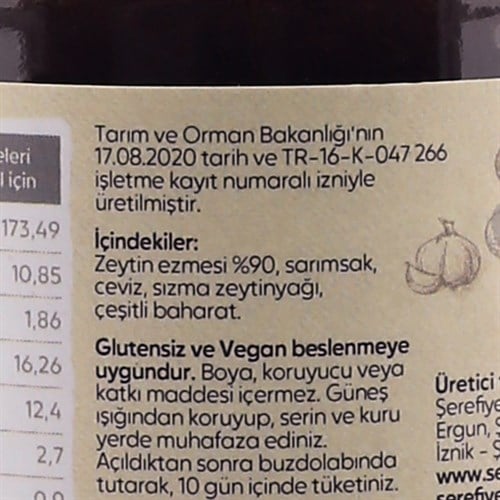 eleri
l için
173,49
10,85
1,86
16,26
12,4
2,7
Tarım ve Orman Bakanlığı'nın
17.08.2020 tarih ve TR-16-K-047 266
işletme kayıt numaralı izniyle
üretilmiştir.
İçindekiler:
Zeytin ezmesi %90, sarımsak,
ceviz, sızma zeytinyağı,
çeşitli baharat.
Glutensiz ve Vegan beslenmeye
uygundur. Boya, koruyucu veya
katkı maddesi içermez. Güneş
ışığından koruyup, serin ve kuru
yerde muhafaza ediniz.
Açıldıktan sonra buzdolabında
tutarak, 10 gün içinde tüketiniz.
Üretici
Şerefiye
Ergun, Ş
İznik - Ş
www.se
serefiye